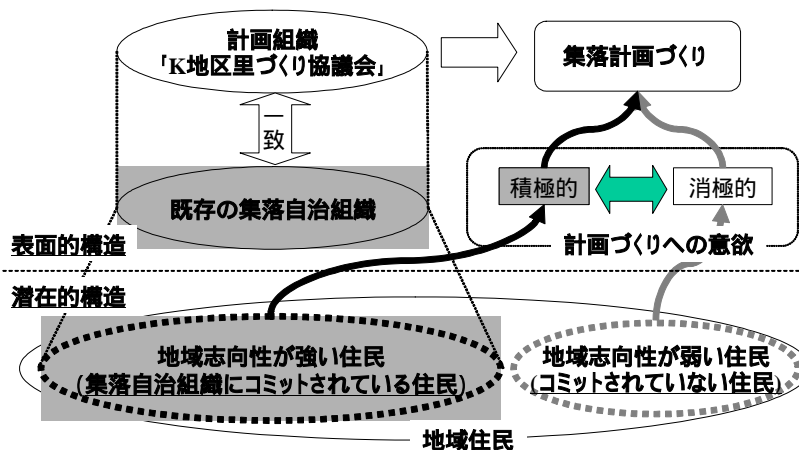 計画組織
「K地区里づくり協議会」
集落計画づくり
一致
積極的
消極的
既存の集落自治組織
計画づくりへの意欲
表面的構造
潜在的構造
地域志向性が強い住民
(集落自治組織にコミットされている住民)
地域志向性が弱い住民
(コミットされていない住民)
地域住民